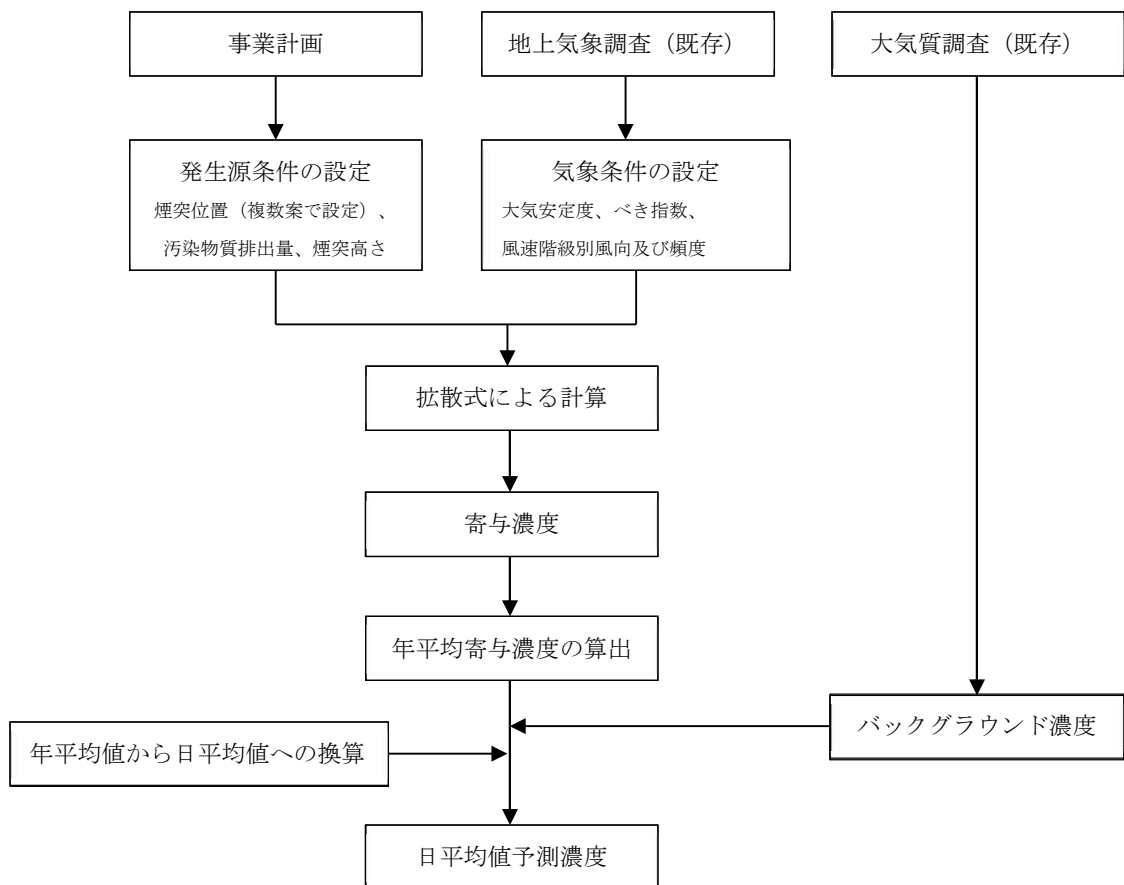 事業計画
地上気象調査（既存）
大気質調査（既存）
発生源条件の設定
煙突位置（複数案で設定）、
汚染物質排出量、煙突高さ
気象条件の設定
大気安定度、べき指数、
風速階級別風向及び頻度
拡散式による計算
寄与濃度
年平均寄与濃度の算出
バックグラウンド濃度
年平均値から日平均値への換算
日平均値予測濃度